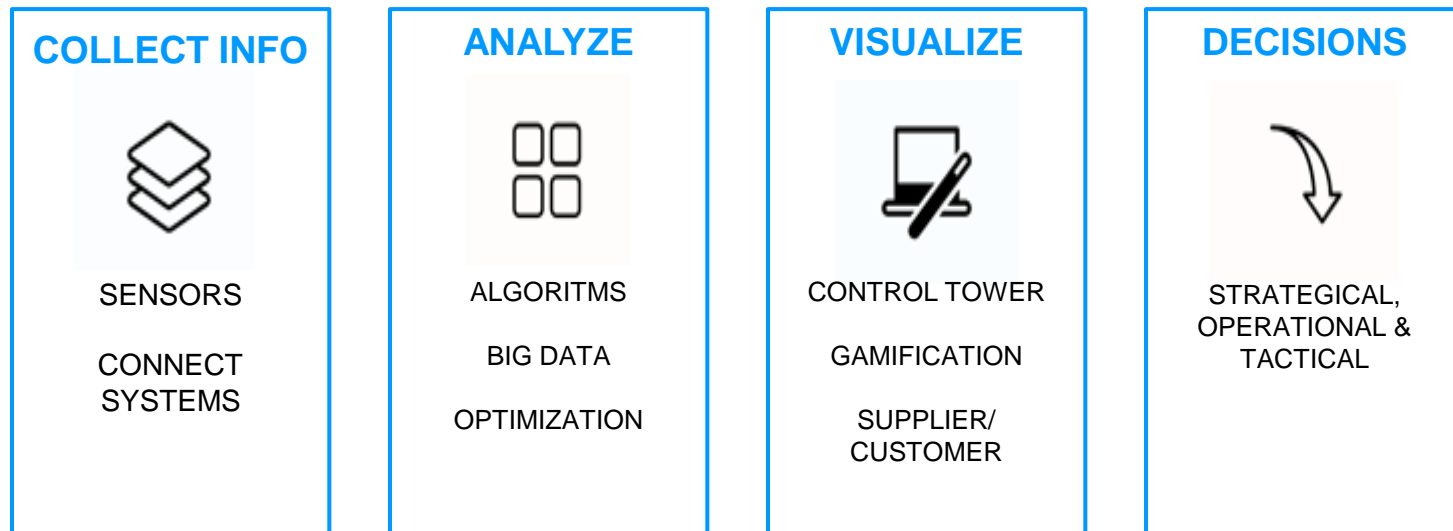 COLLECT INFO
SENSORS
CONNECT
SYSTEMS
ANALYZE
ALGORITMS
BIG DATA
OPTIMIZATION
VISUALIZE
CONTROL TOWER
GAMIFICATION
SUPPLIER/
CUSTOMER
DECISIONS
STRATEGICAL,
OPERATIONAL &
TACTICAL